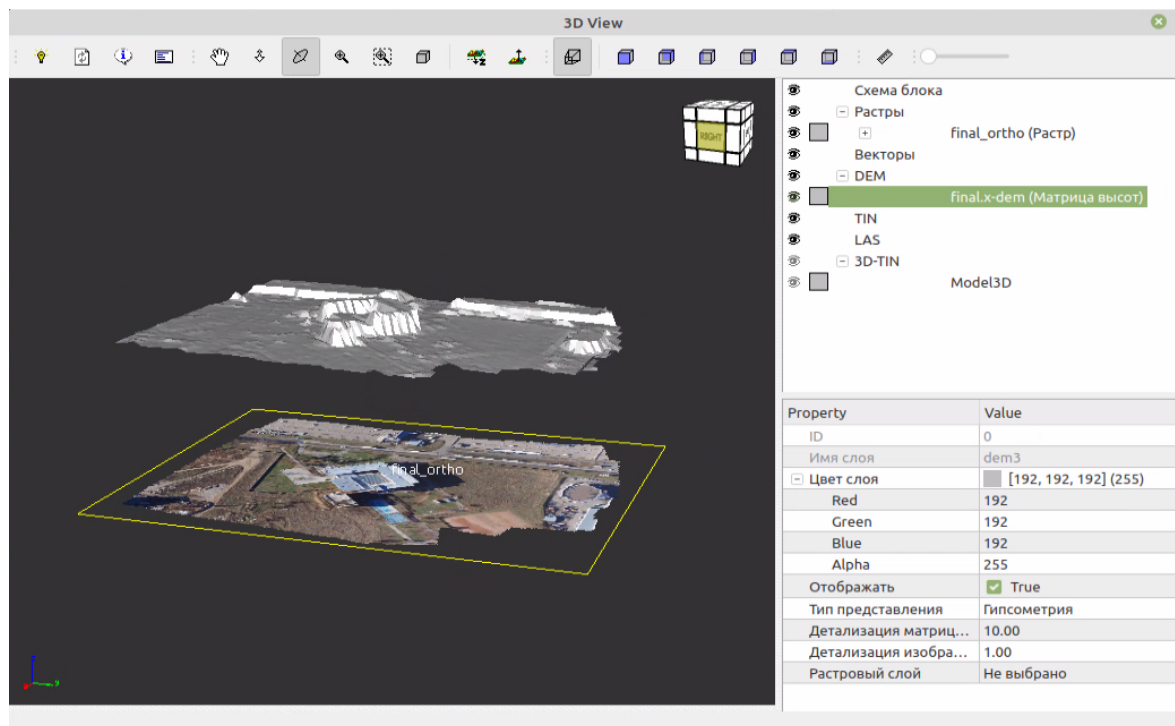 3D View
RIGHT
final_ortho
Схема блока
Растры
final_ortho (Растр)
Векторы
DEM
final.x-dem (Матрица высот)
TIN
LAS
3D-TIN
Model3D
Property Value
ID 0
Имя слоя dem3
Цвет слоя [192, 192, 192] (255)
Red 192
Green 192
Blue 192
Alpha 255
Отображать True
Тип представления Гипсометрия
Детализация матриц... 10.00
Детализация изобра... 1.00
Растровый слой Не выбрано